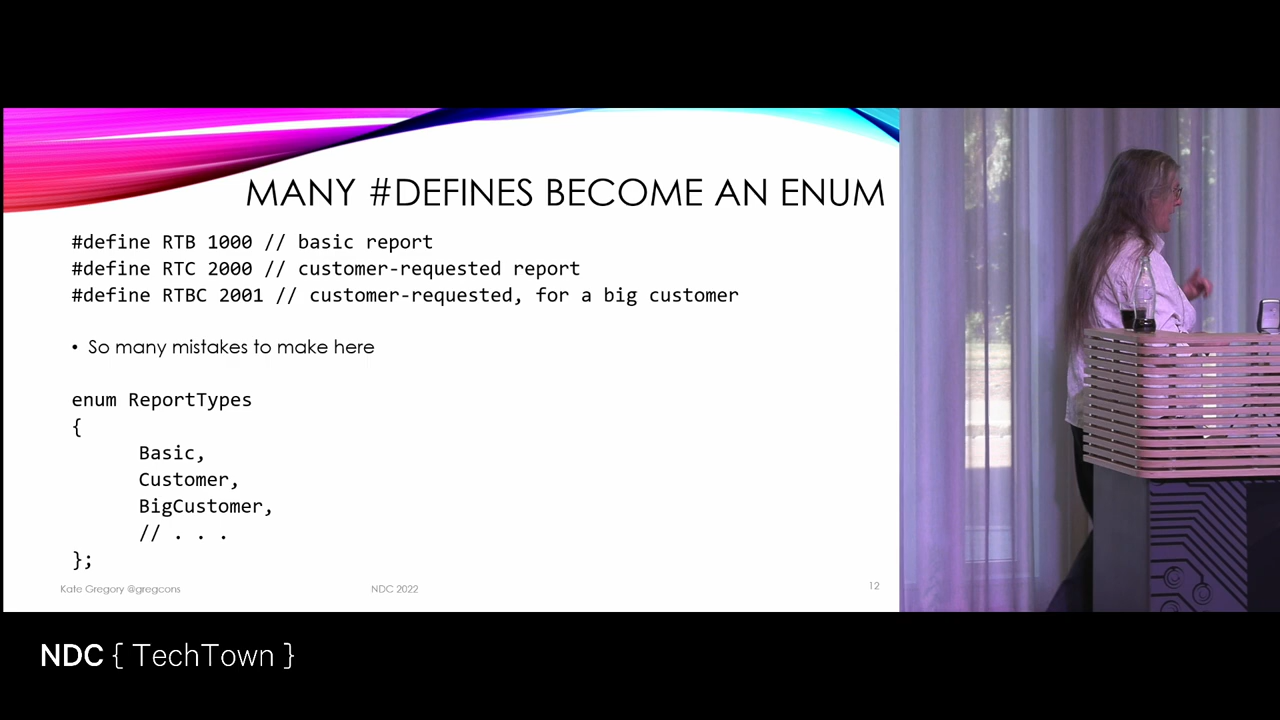 MANY #DEFINES BECOME AN ENUM
#define RTB 1000 // basic report
#define RTC 2000 // customer-requested report
#define RTBC 2001 // customer-requested, for a big customer
• So many mistakes to make here
enum ReportTypes
{
Basic,
Customer,
BigCustomer,
// . . .
};
Kate Gregory @gregcons
NDC 2022
12
NDC { TechTown }